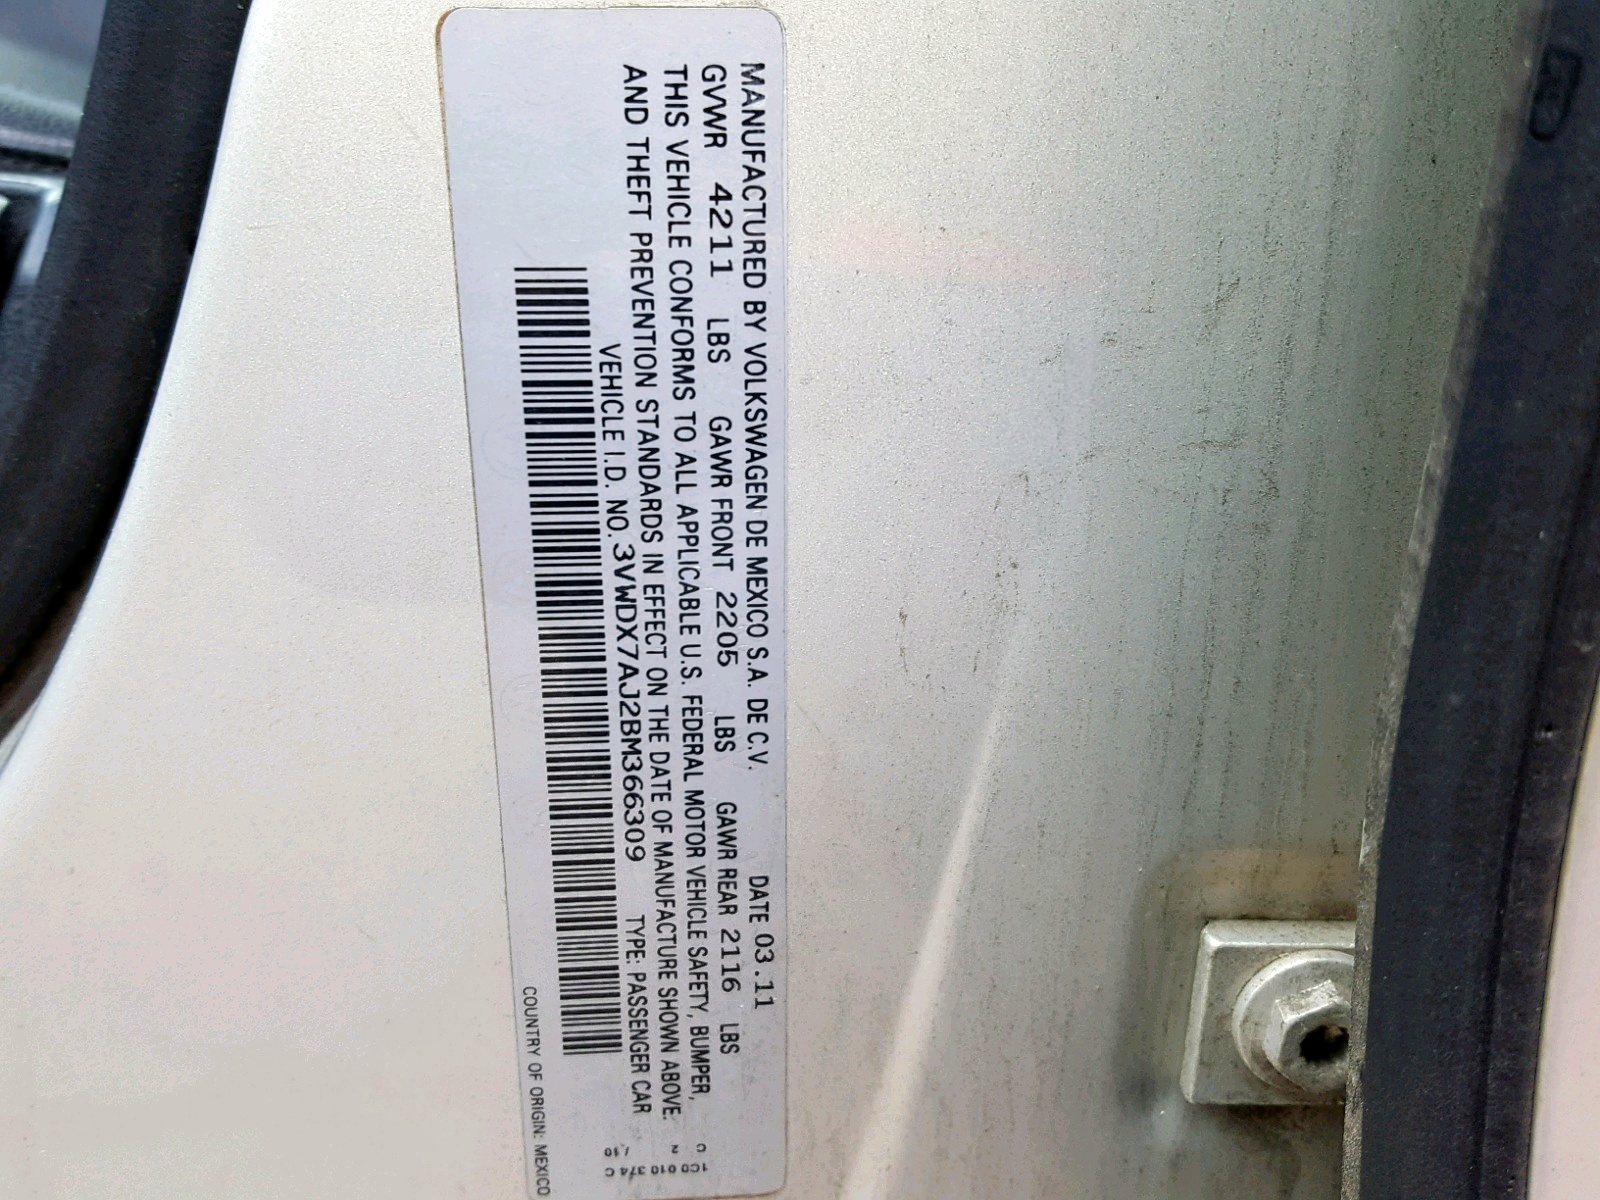 MANUFACTURED BY VOLKSWAGEN DE MEXICO S.A. DE C.V. DATE 03.11
GVWR 4211 LBS GAWR FRONT 2205 LBS GAWR REAR 2116 LBS
THIS VEHICLE CONFORMS TO ALL APPLICABLE U.S. FEDERAL MOTOR VEHICLE SAFETY, BUMPER,
AND THEFT PREVENTION STANDARDS IN EFFECT ON THE DATE OF MANUFACTURE SHOWN ABOVE.
VEHICLE I.D. NO. 3VWDX7AJ2BM366309 TYPE: PASSENGER CAR
COUNTRY OF ORIGIN: MEXICO